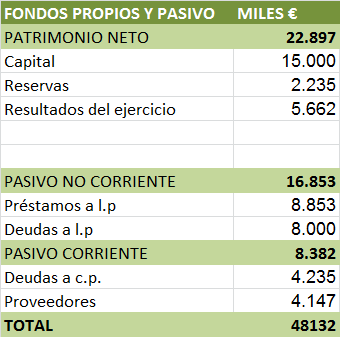 FONDOS PROPIOS Y PASIVO MILES €
PATRIMONIO NETO 22.897
Capital 15.000
Reservas 2.235
Resultados del ejercicio 5.662
PASIVO NO CORRIENTE 16.853
Préstamos a l.p 8.853
Deudas a l.p 8.000
PASIVO CORRIENTE 8.382
Deudas a c.p. 4.235
Proveedores 4.147
TOTAL 48132